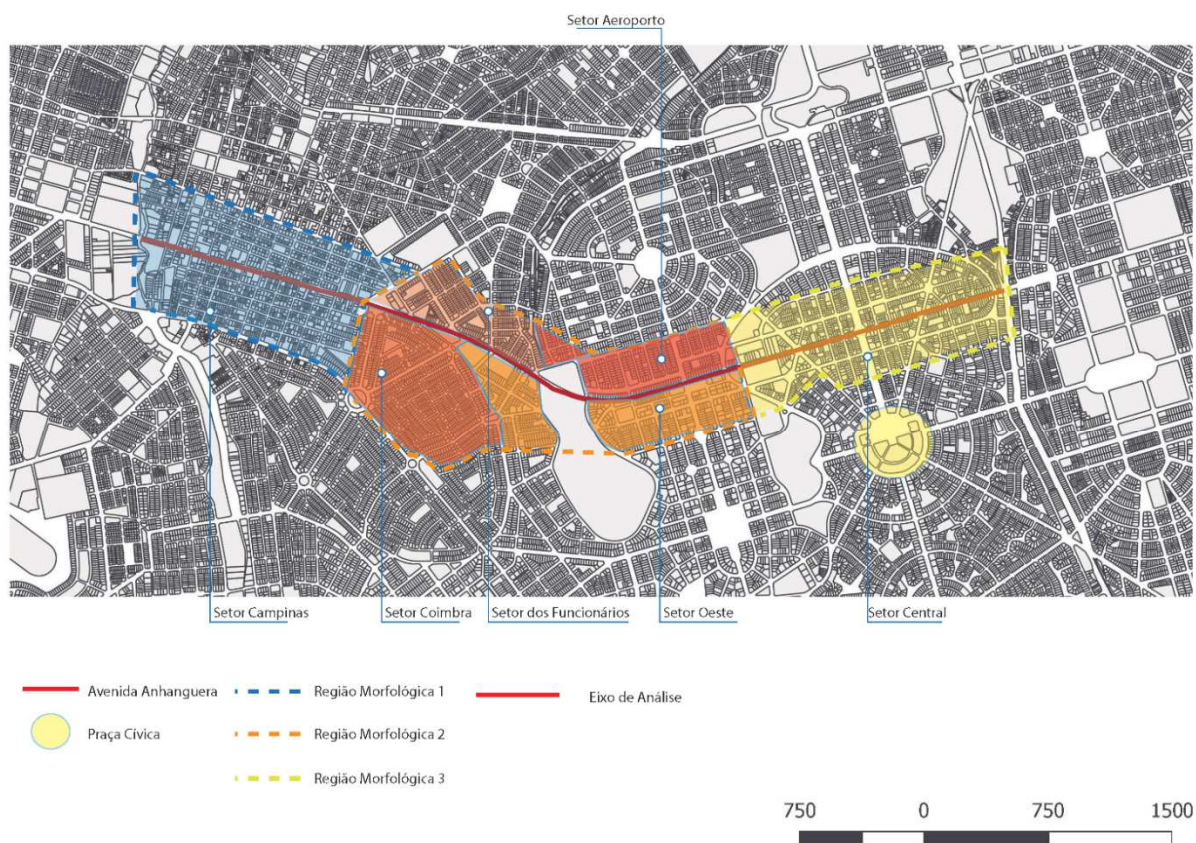 Setor Aeroporto
Setor Campinas
Setor Coimbra
Setor dos Funcionários
Setor Oeste
Setor Central
Avenida Anhanguera
Região Morfológica 1
Eixo de Análise
Praça Cívica
Região Morfológica 2
Região Morfológica 3
750 0 750 1500